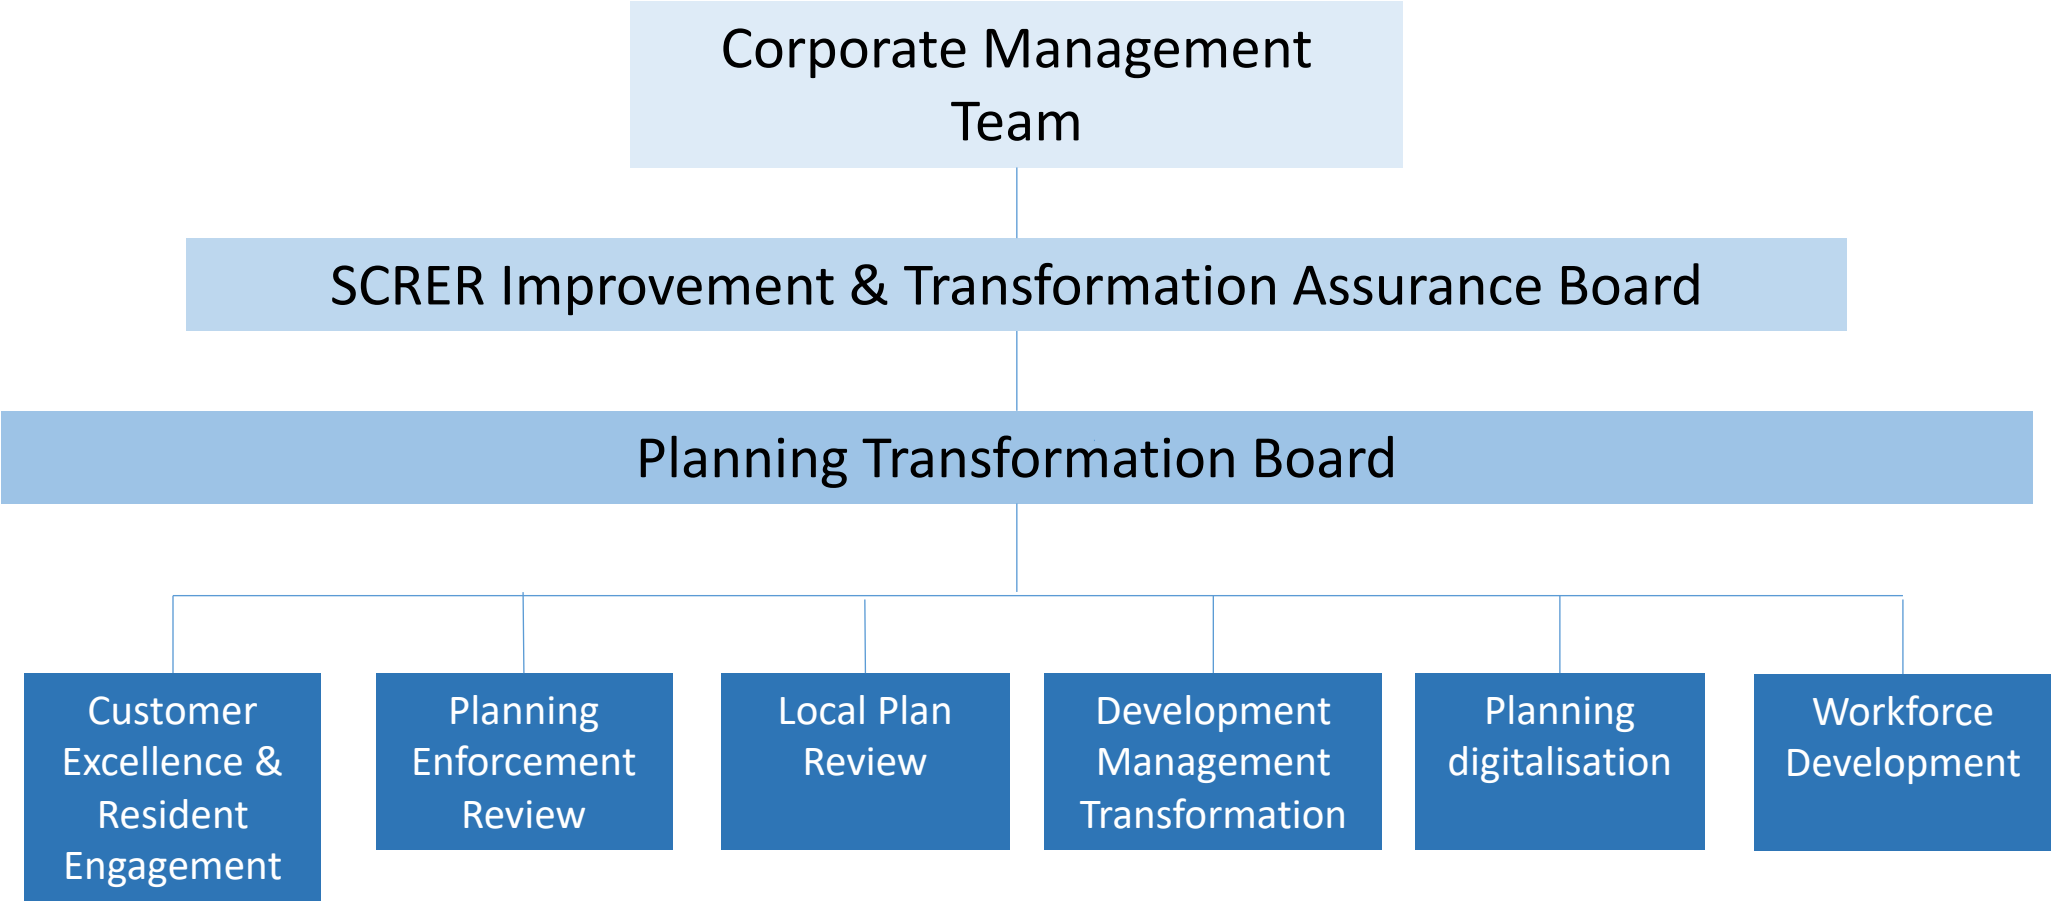 Corporate Management
Team
SCRER Improvement & Transformation Assurance Board
Planning Transformation Board
Customer
Excellence &
Resident
Engagement
Planning
Enforcement
Review
Local Plan
Review
Development
Management
Transformation
Planning
digitalisation
Workforce
Development